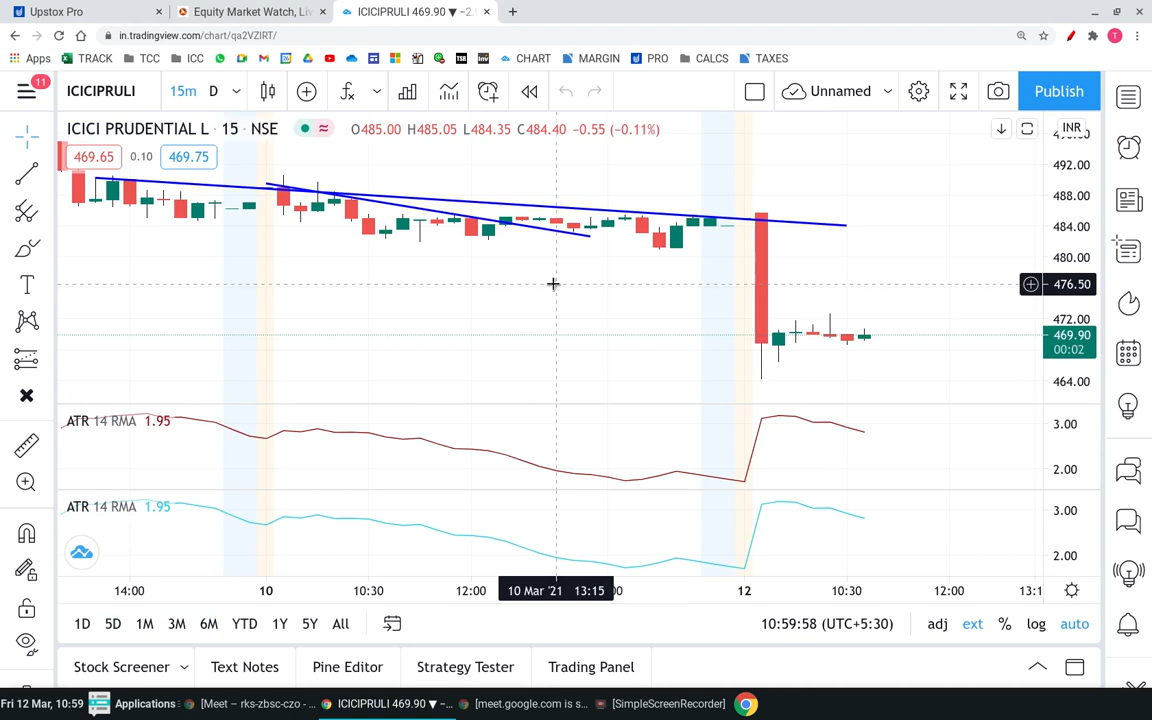 Upstox Pro
Equity Market Watch, Liv
ICICIPRULI 469.90 ▼ −2.
in.tradingview.com/chart/qa2VZIRT/
T
Apps TRACK TCC ICC CHART MARGIN PRO CALCS TAXES
11
ICICIPRULI 15m D Unnamed Publish
ICICI PRUDENTIAL L · 15 · NSE O485.00 H485.05 L484.35 C484.40 −0.55 (−0.11%)
INR
469.65 0.10 469.75
492.00
488.00
484.00
480.00
476.50
472.00
469.90
00:02
464.00
ATR 14 RMA 1.95
3.00
2.00
ATR 14 RMA 1.95
3.00
2.00
14:00 10 10:30 12:00 10 Mar '21 13:15 12 10:30 12:00 13:1
1D 5D 1M 3M 6M YTD 1Y 5Y All 10:59:58 (UTC+5:30) adj ext % log auto
Stock Screener Text Notes Pine Editor Strategy Tester Trading Panel
Fri 12 Mar, 10:59 Applications [Meet – rks-zbsc-czo - ... ICICIPRULI 469.90 ▼ −... [meet.google.com is s... [SimpleScreenRecorder]